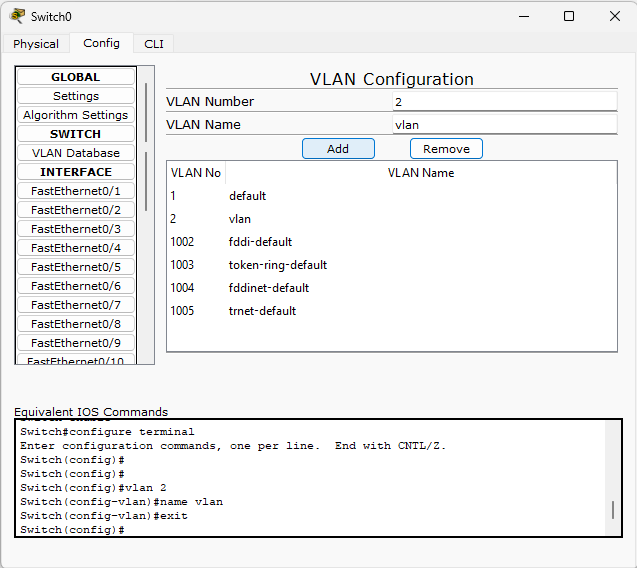 Switch0
Physical Config CLI
GLOBAL
Settings
Algorithm Settings
SWITCH
VLAN Database
INTERFACE
FastEthernet0/1
FastEthernet0/2
FastEthernet0/3
FastEthernet0/4
FastEthernet0/5
FastEthernet0/6
FastEthernet0/7
FastEthernet0/8
FastEthernet0/9
FastEthernet0/10
VLAN Configuration
VLAN Number 2
VLAN Name vlan
Add Remove
VLAN No VLAN Name
1 default
2 vlan
1002 fddi-default
1003 token-ring-default
1004 fddinet-default
1005 trnet-default
Equivalent IOS Commands
Switch#configure terminal
Enter configuration commands, one per line.  End with CNTL/Z.
Switch(config)#
Switch(config)#
Switch(config)#vlan 2
Switch(config-vlan)#name vlan
Switch(config-vlan)#exit
Switch(config)#